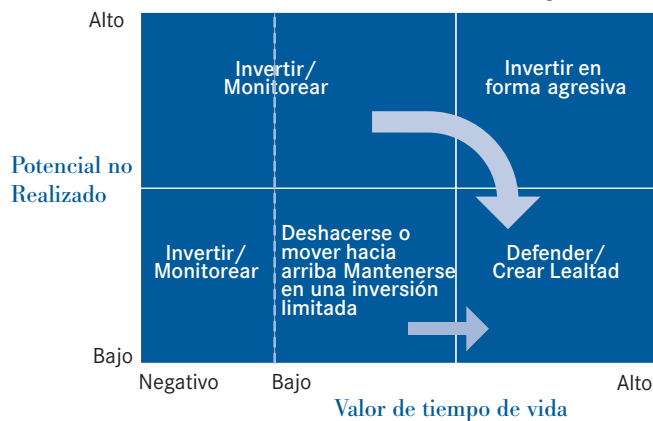 Alto
Invertir/
Monitorear
Invertir en
forma agresiva
Potencial no
Realizado
Invertir/
Monitorear
Deshacerse o
mover hacia
arriba Mantenerse
en una inversión
limitada
Defender/
Crear Lealtad
Bajo
Negativo
Bajo
Alto
Valor de tiempo de vida